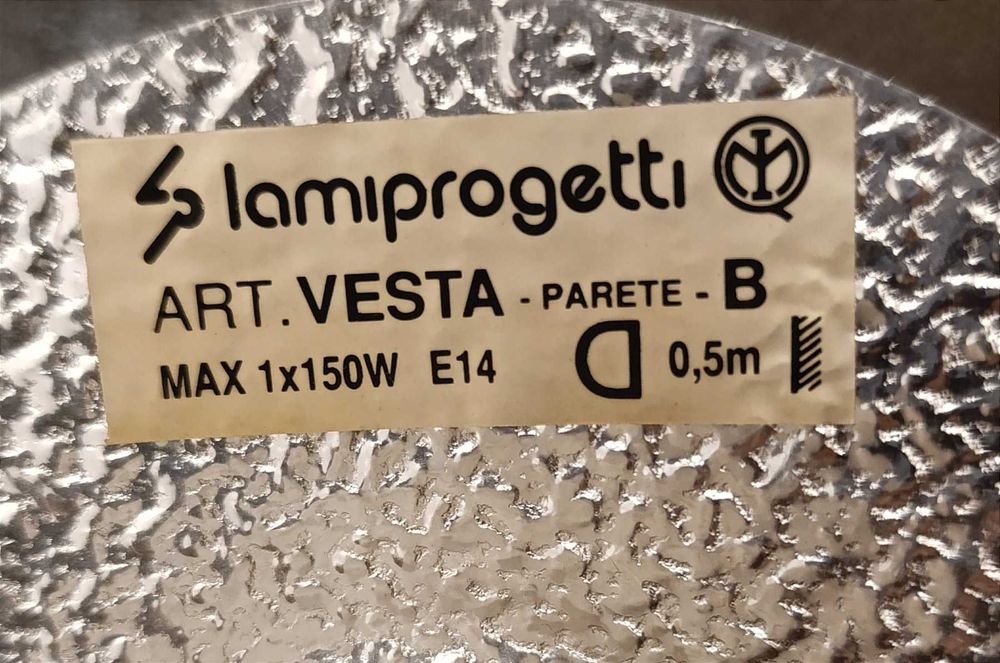 lamiprogetti
ART. VESTA - PARETE - B
MAX 1x150W E14 0,5m